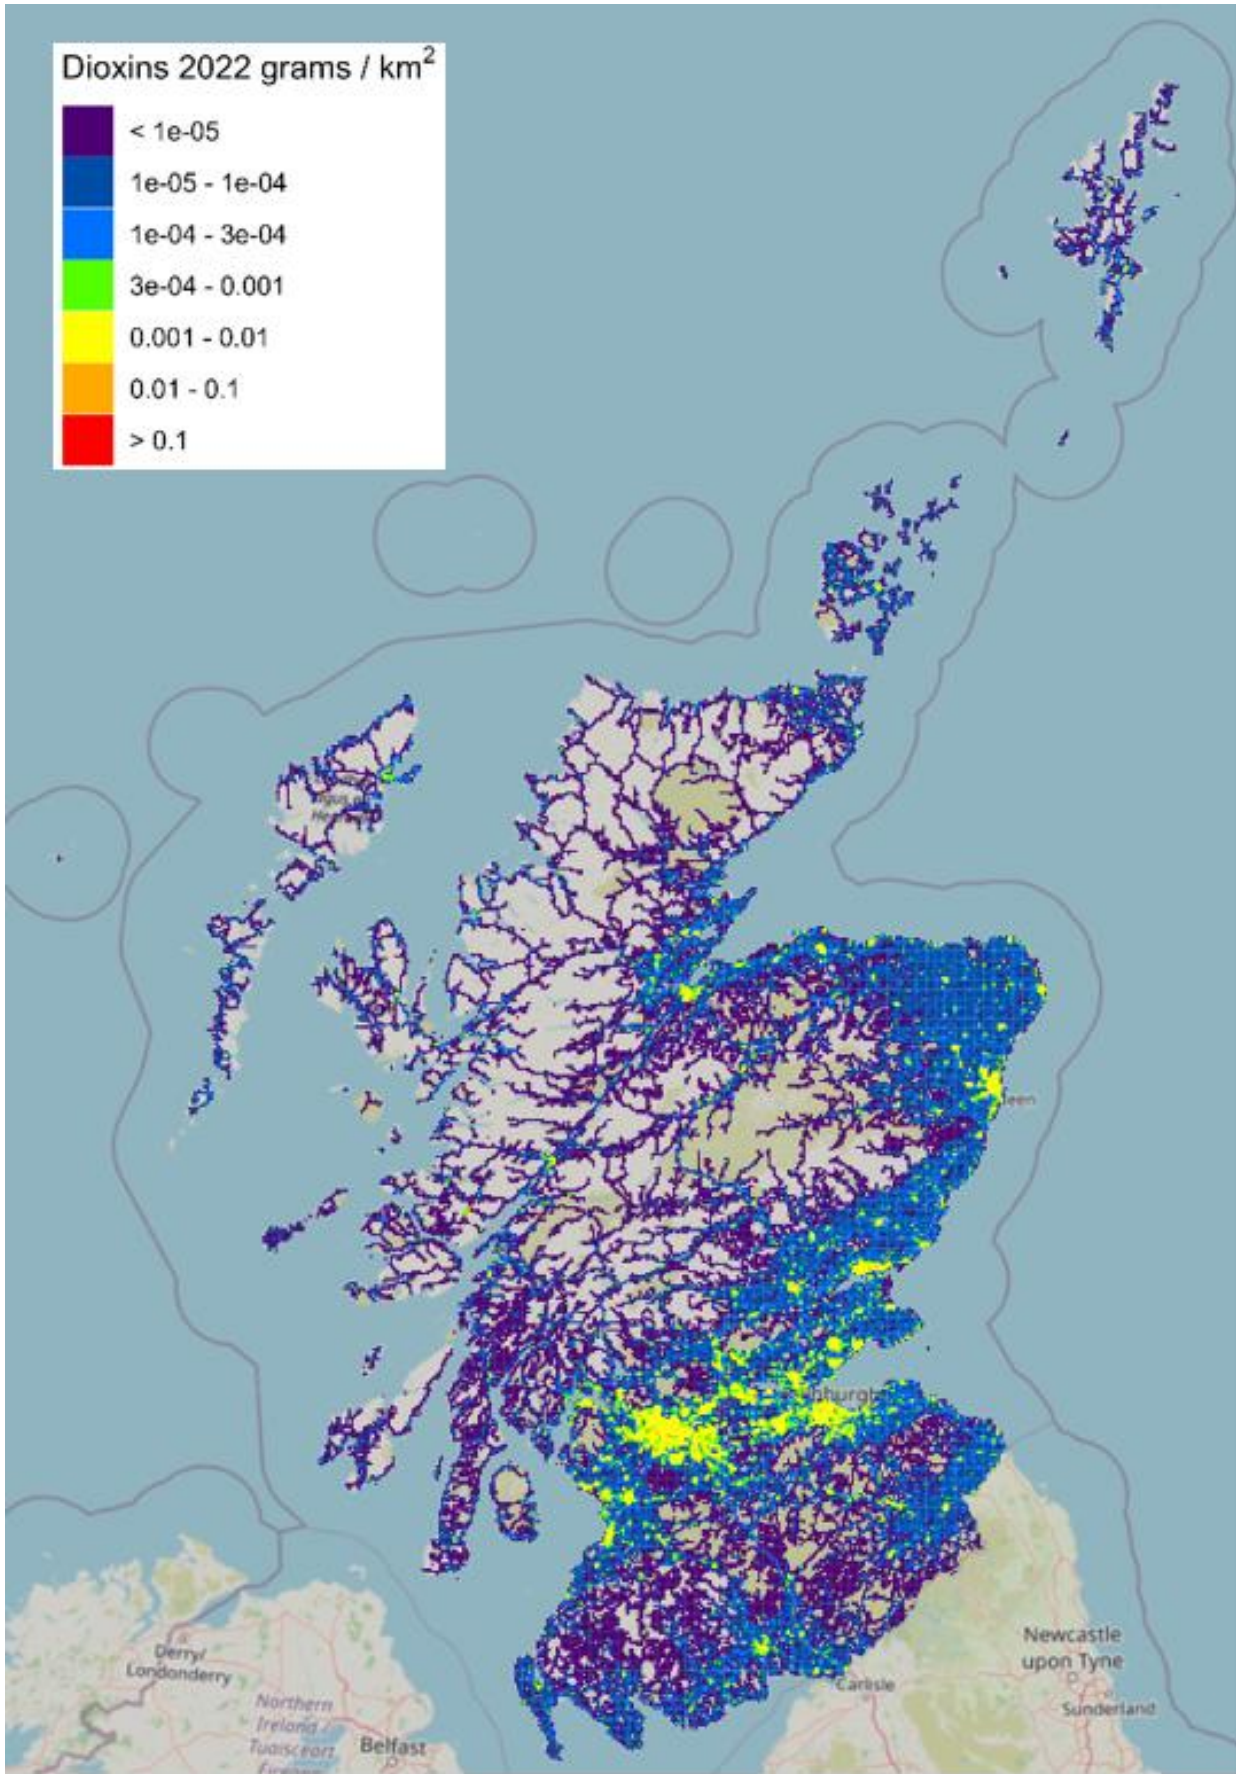 Dioxins 2022 grams / km²
< 1e-05
1e-05 - 1e-04
1e-04 - 3e-04
3e-04 - 0.001
0.001 - 0.01
0.01 - 0.1
> 0.1
Newcastle
upon Tyne
Derry/
Londonderry
Carlisle
Sunderland
Northern
Ireland /
Tuaisceart
Belfast